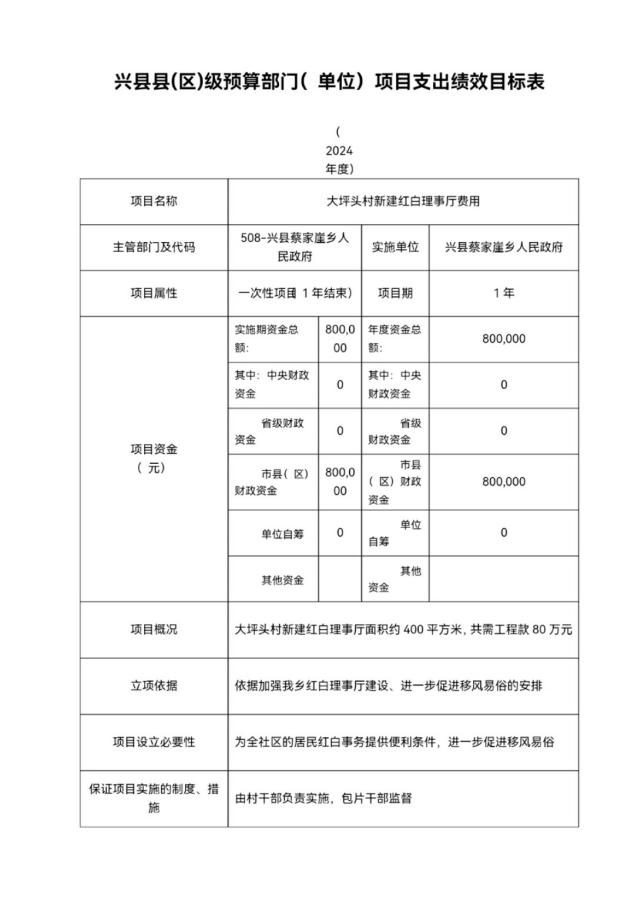 兴县县(区)级预算部门( 单位) 项目支出绩效目标表
(
2024
年度)
项目名称
大坪头村新建红白理事厅费用
主管部门及代码
508-兴县蔡家崖乡人
民政府
实施单位
兴县蔡家崖乡人民政府
项目属性
一次性项目( 1 年结束)
项目期
1 年
项目资金
( 元)
实施期资金总
额:
800,0
00
年度资金总
额:
800,000
其中: 中央财政
资金
0
其中: 中央
财政资金
0
省级财政
资金
0
省级
财政资金
0
市县( 区)
财政资金
800,0
00
市县
( 区) 财政
资金
800,000
单位自筹
0
单位
自筹
0
其他资金
其他
资金
项目概况
大坪头村新建红白理事厅面积约 400 平方米, 共需工程款 80 万元
立项依据
依据加强我乡红白理事厅建设、进一步促进移风易俗的安排
项目设立必要性
为全社区的居民红白事务提供便利条件，进一步促进移风易俗
保证项目实施的制度、措
施
由村干部负责实施，包片干部监督